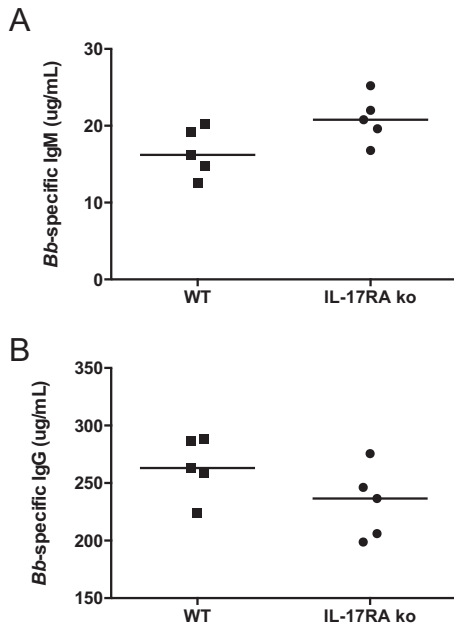 A
Bb-specific IgM (ug/mL)
30
20
10
0
WT IL-17RA ko
B
Bb-specific IgG (ug/mL)
350
300
250
200
150
WT IL-17RA ko